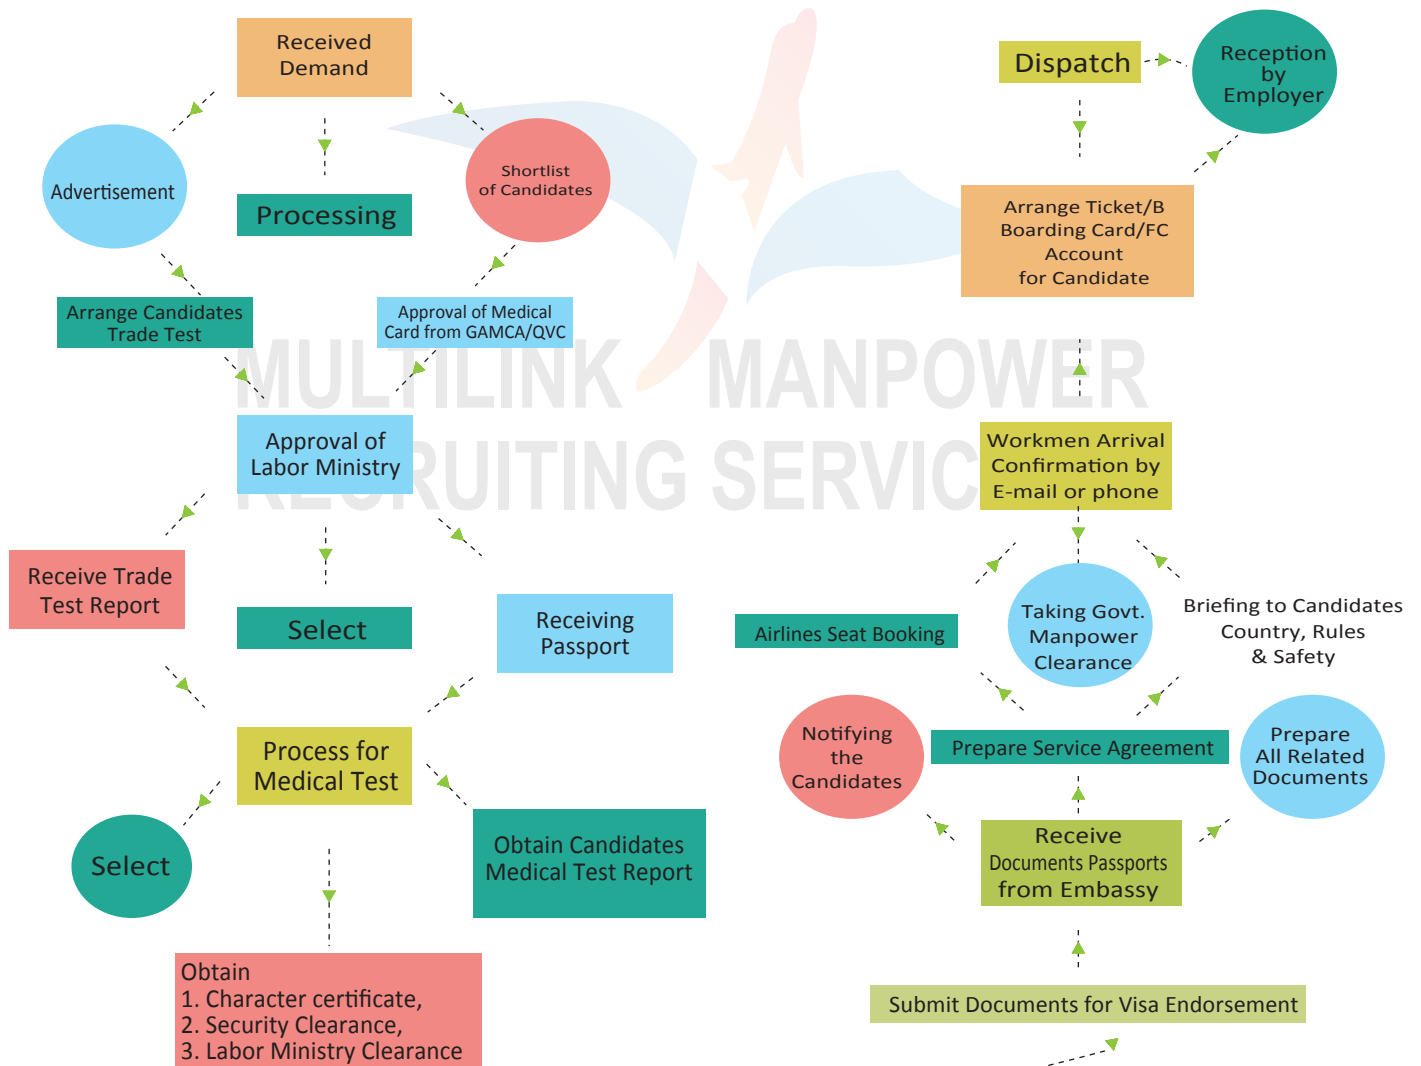 Received
Demand
Advertisement
Processing
Shortlist
of Candidates
Arrange Candidates
Trade Test
Approval of Medical
Card from GAMCA/QVC
MULTILINK MANPOWER
RECRUITING SERVIC
Approval of
Labor Ministry
Receive Trade
Test Report
Select
Receiving
Passport
Process for
Medical Test
Select
Obtain Candidates
Medical Test Report
Obtain
1. Character certificate,
2. Security Clearance,
3. Labor Ministry Clearance
Dispatch
Reception
by
Employer
Arrange Ticket/B
Boarding Card/FC
Account
for Candidate
Workmen Arrival
Confirmation by
E-mail or phone
Airlines Seat Booking
Taking Govt.
Manpower
Clearance
Briefing to Candidates
Country, Rules
& Safety
Notifying
the
Candidates
Prepare Service Agreement
Prepare
All Related
Documents
Receive
Documents Passports
from Embassy
Submit Documents for Visa Endorsement